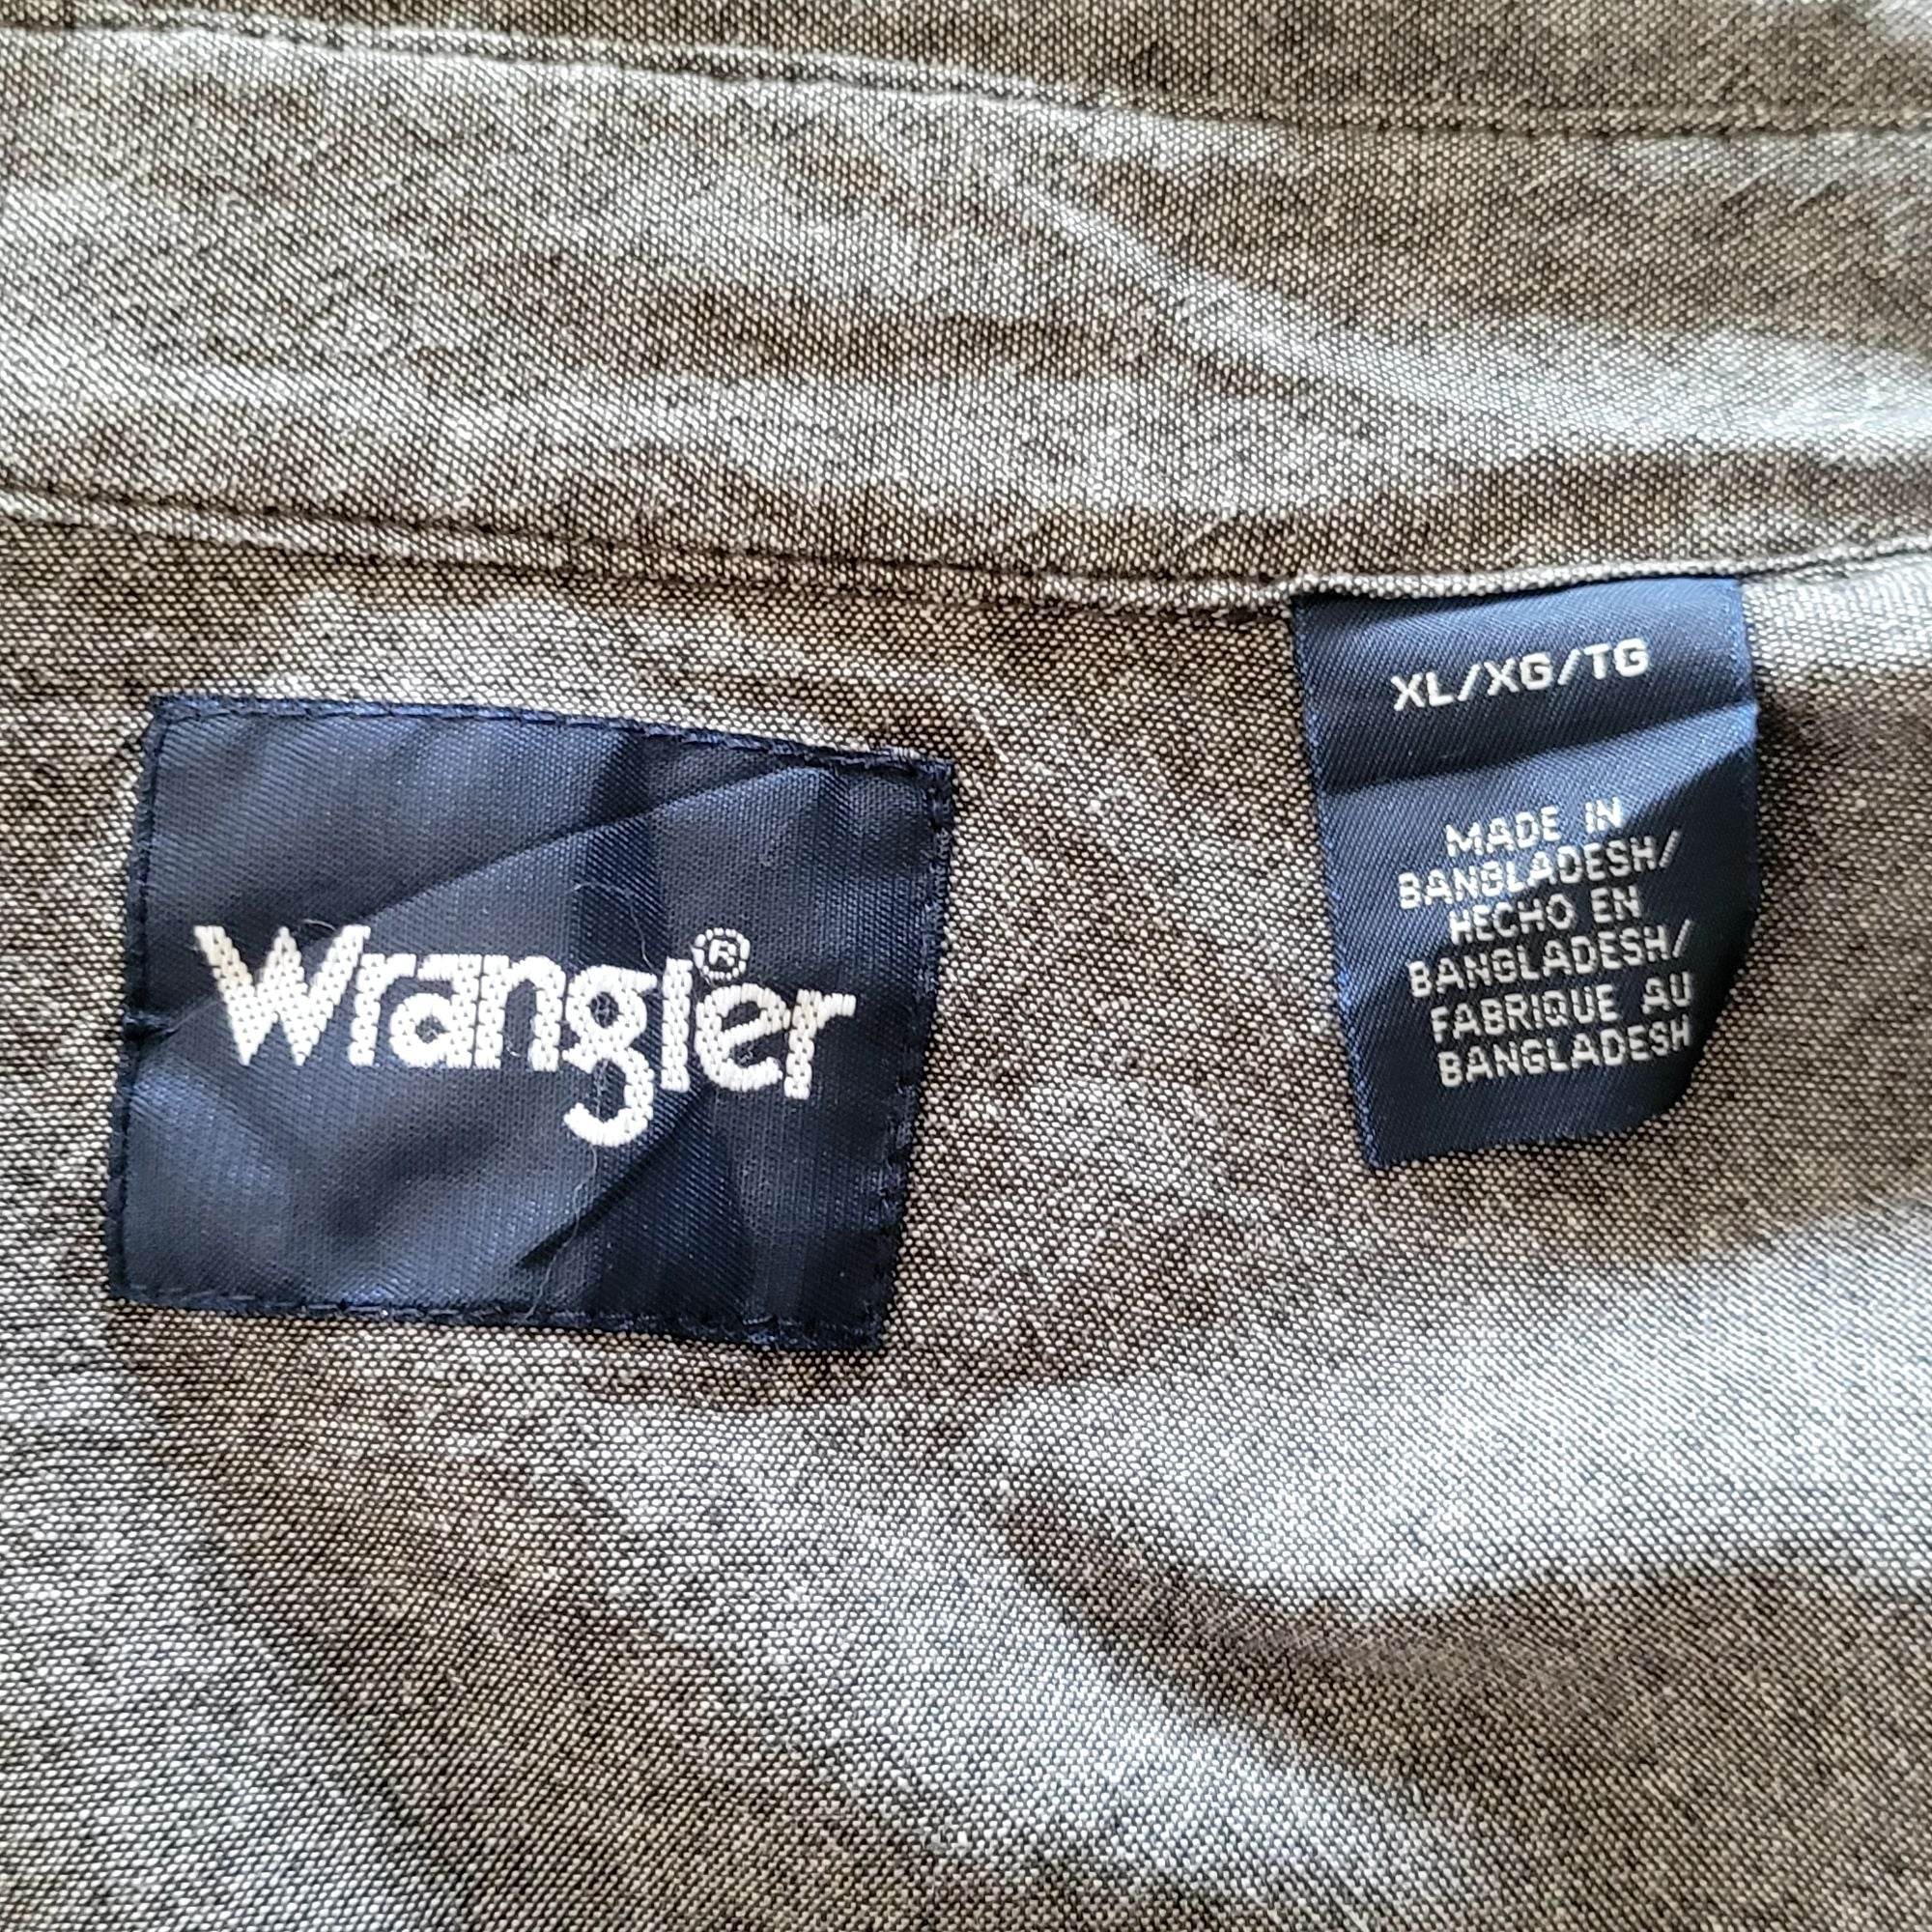 Wrangler®
XL/XG/TG
MADE IN
BANGLADESH/
HECHO EN
BANGLADESH/
FABRIQUE AU
BANGLADESH